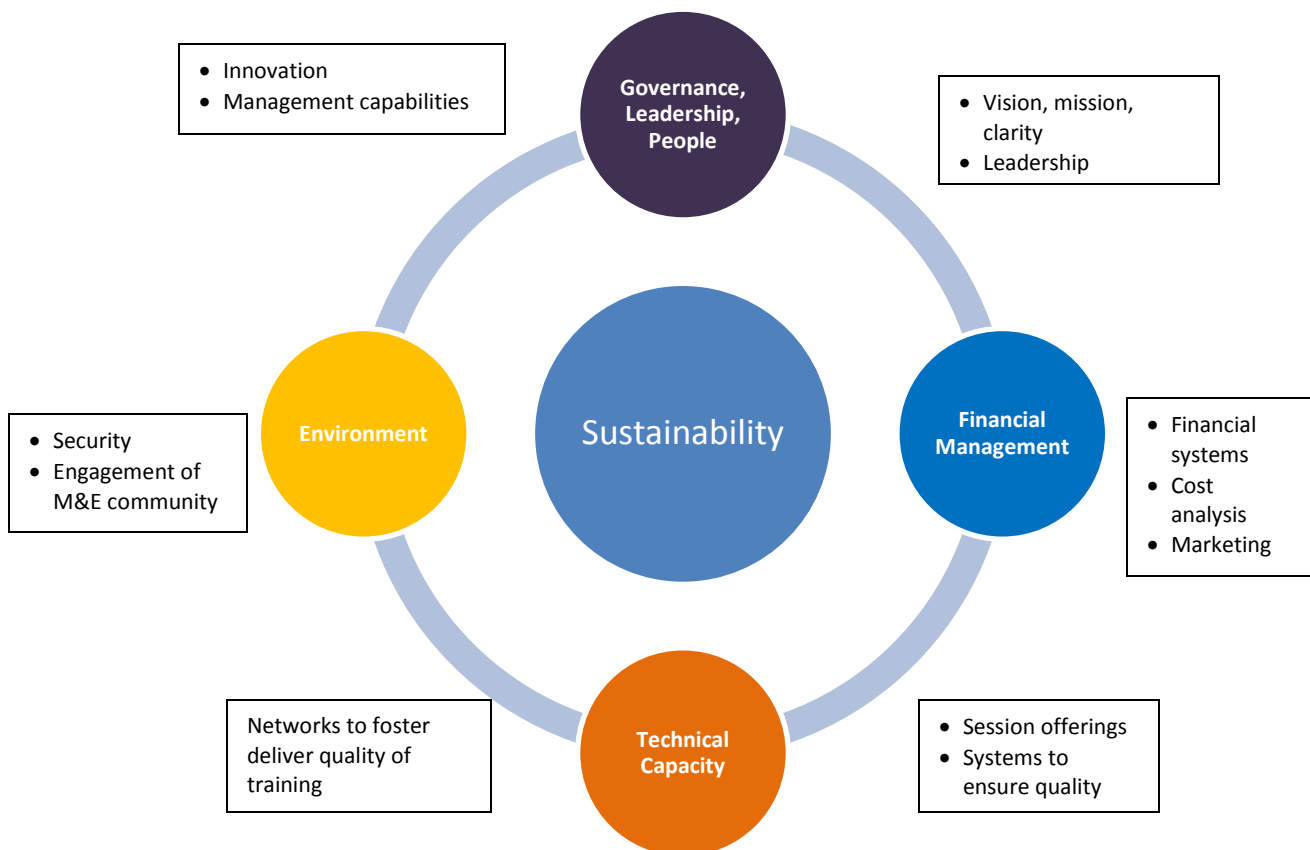 • Innovation
• Management capabilities
Governance,
Leadership,
People
• Vision, mission,
clarity
• Leadership
Environment
Sustainability
Financial
Management
• Security
• Engagement of
M&E community
• Financial
systems
• Cost
analysis
• Marketing
Networks to foster
deliver quality of
training
Technical
Capacity
• Session offerings
• Systems to
ensure quality